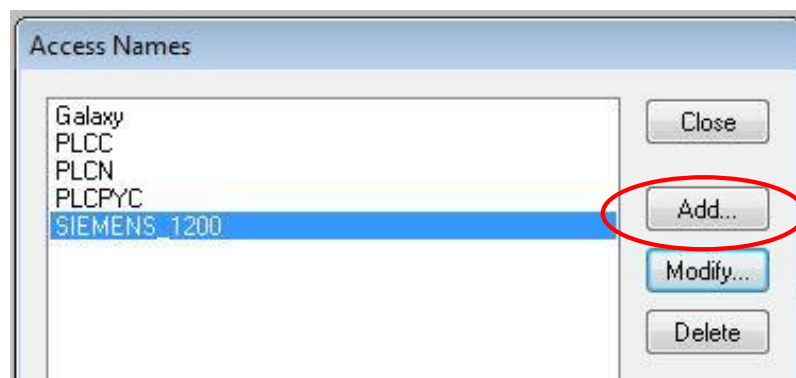 Access Names
Galaxy
PLCC
PLCN
PLCPYC
SIEMENS_1200
Close
Add...
Modify...
Delete